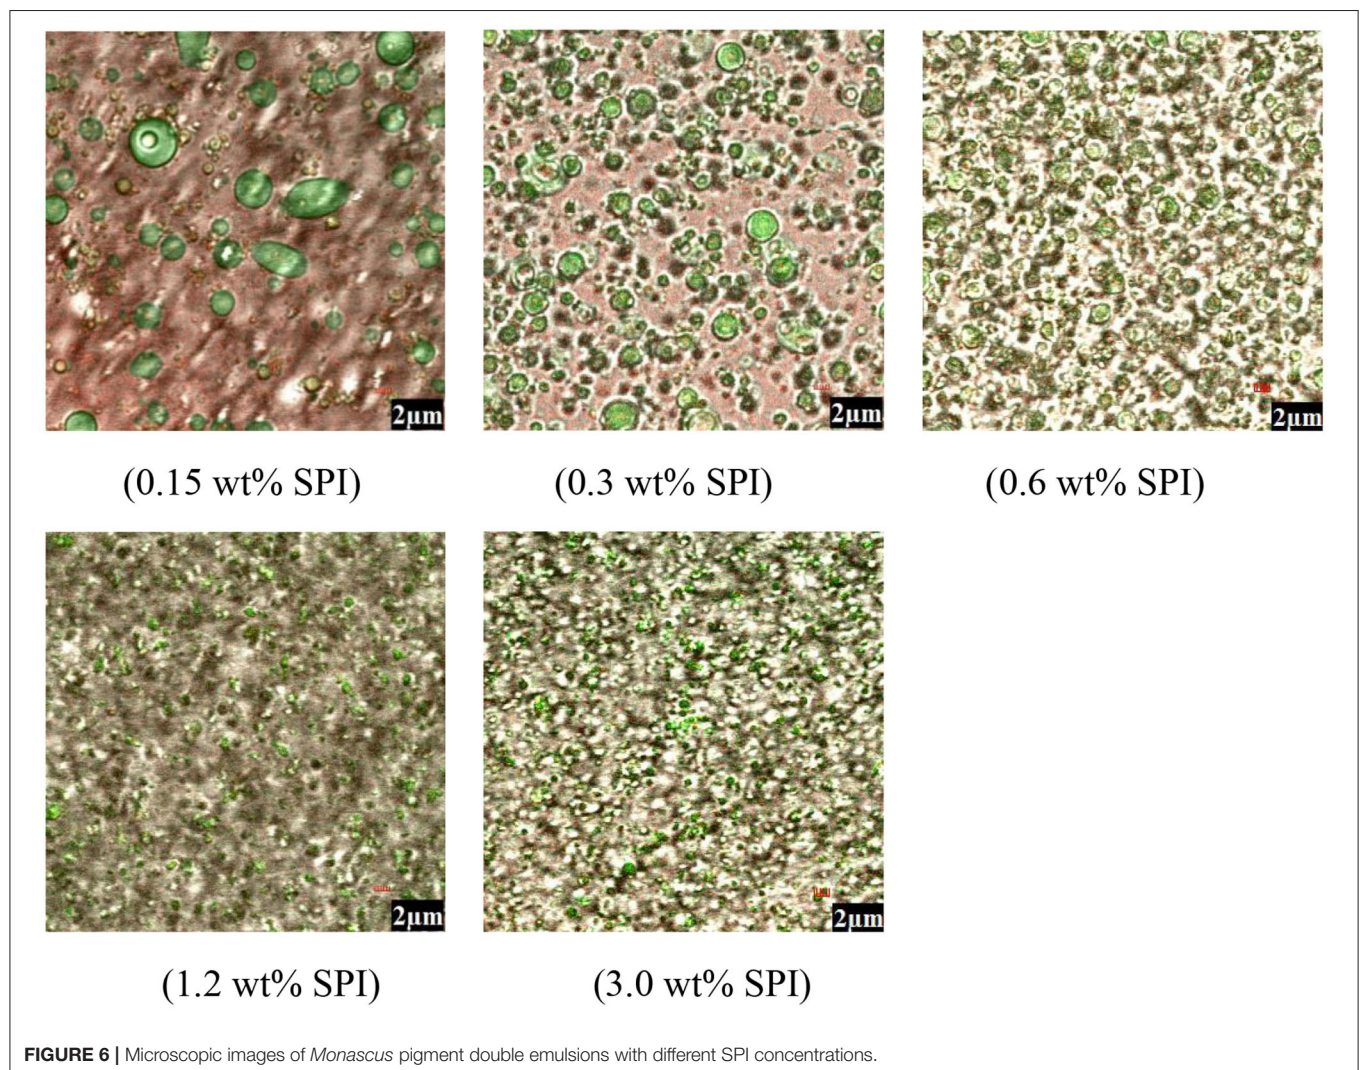 2μm
2μm
2μm
(0.15 wt% SPI)
(0.3 wt% SPI)
(0.6 wt% SPI)
2μm
2μm
(1.2 wt% SPI)
(3.0 wt% SPI)
FIGURE 6 | Microscopic images of Monascus pigment double emulsions with different SPI concentrations.